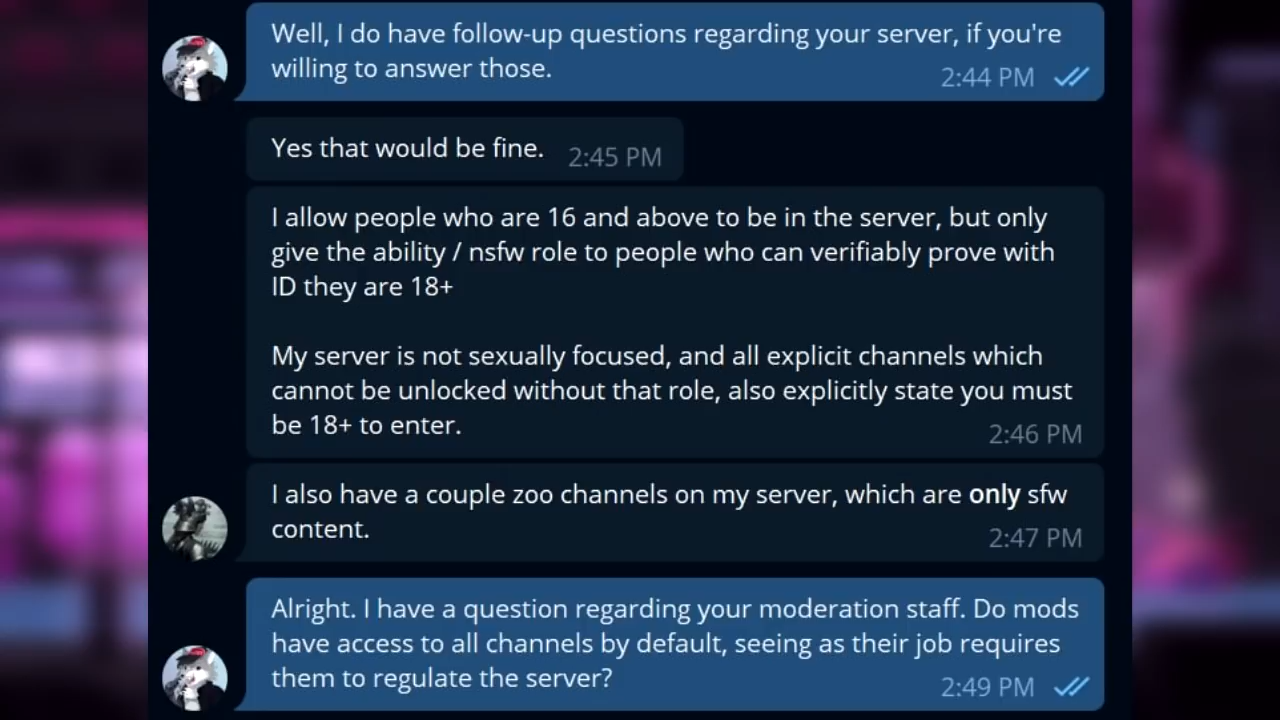 Well, I do have follow-up questions regarding your server, if you're
willing to answer those.
2:44 PM
Yes that would be fine.
2:45 PM
I allow people who are 16 and above to be in the server, but only
give the ability / nsfw role to people who can verifiably prove with
ID they are 18+
My server is not sexually focused, and all explicit channels which
cannot be unlocked without that role, also explicitly state you must
be 18+ to enter.
2:46 PM
I also have a couple zoo channels on my server, which are only sfw
content.
2:47 PM
Alright. I have a question regarding your moderation staff. Do mods
have access to all channels by default, seeing as their job requires
them to regulate the server?
2:49 PM